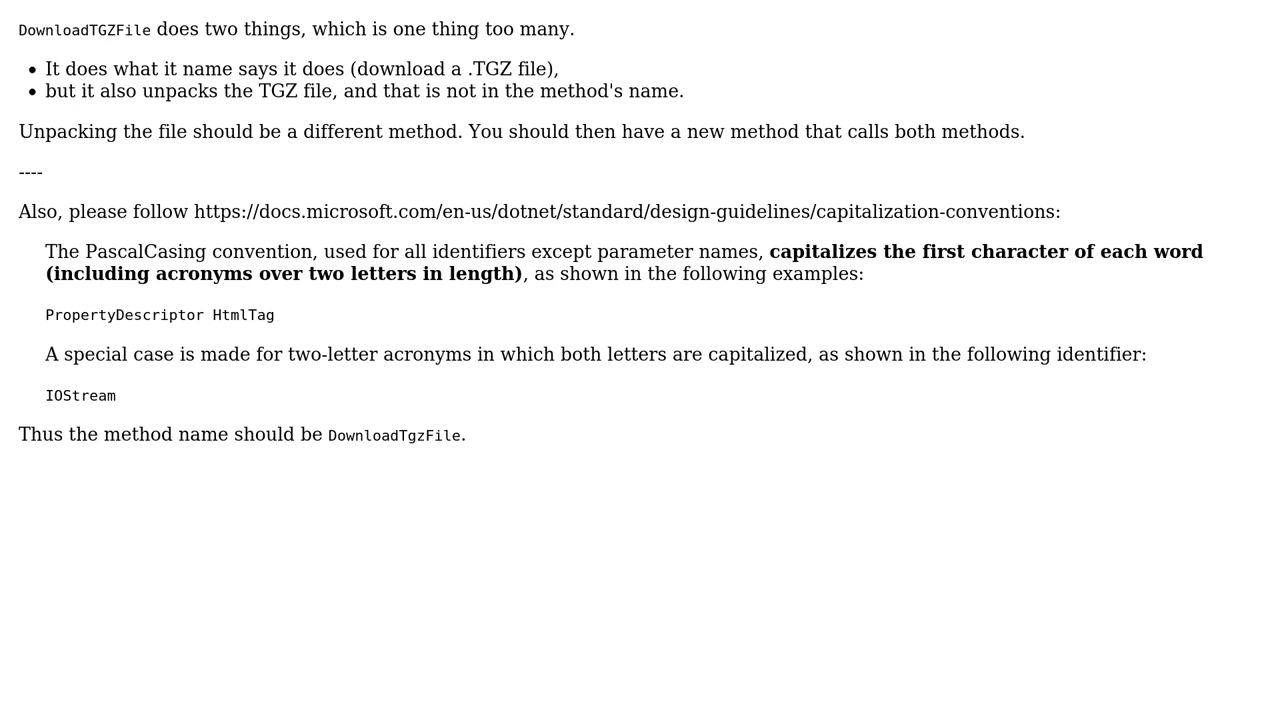 DownloadTGZFile does two things, which is one thing too many.
• It does what it name says it does (download a .TGZ file),
• but it also unpacks the TGZ file, and that is not in the method's name.
Unpacking the file should be a different method. You should then have a new method that calls both methods.
----
Also, please follow https://docs.microsoft.com/en-us/dotnet/standard/design-guidelines/capitalization-conventions:
The PascalCasing convention, used for all identifiers except parameter names, capitalizes the first character of each word
(including acronyms over two letters in length), as shown in the following examples:
PropertyDescriptor HtmlTag
A special case is made for two-letter acronyms in which both letters are capitalized, as shown in the following identifier:
IOStream
Thus the method name should be DownloadTgzFile.